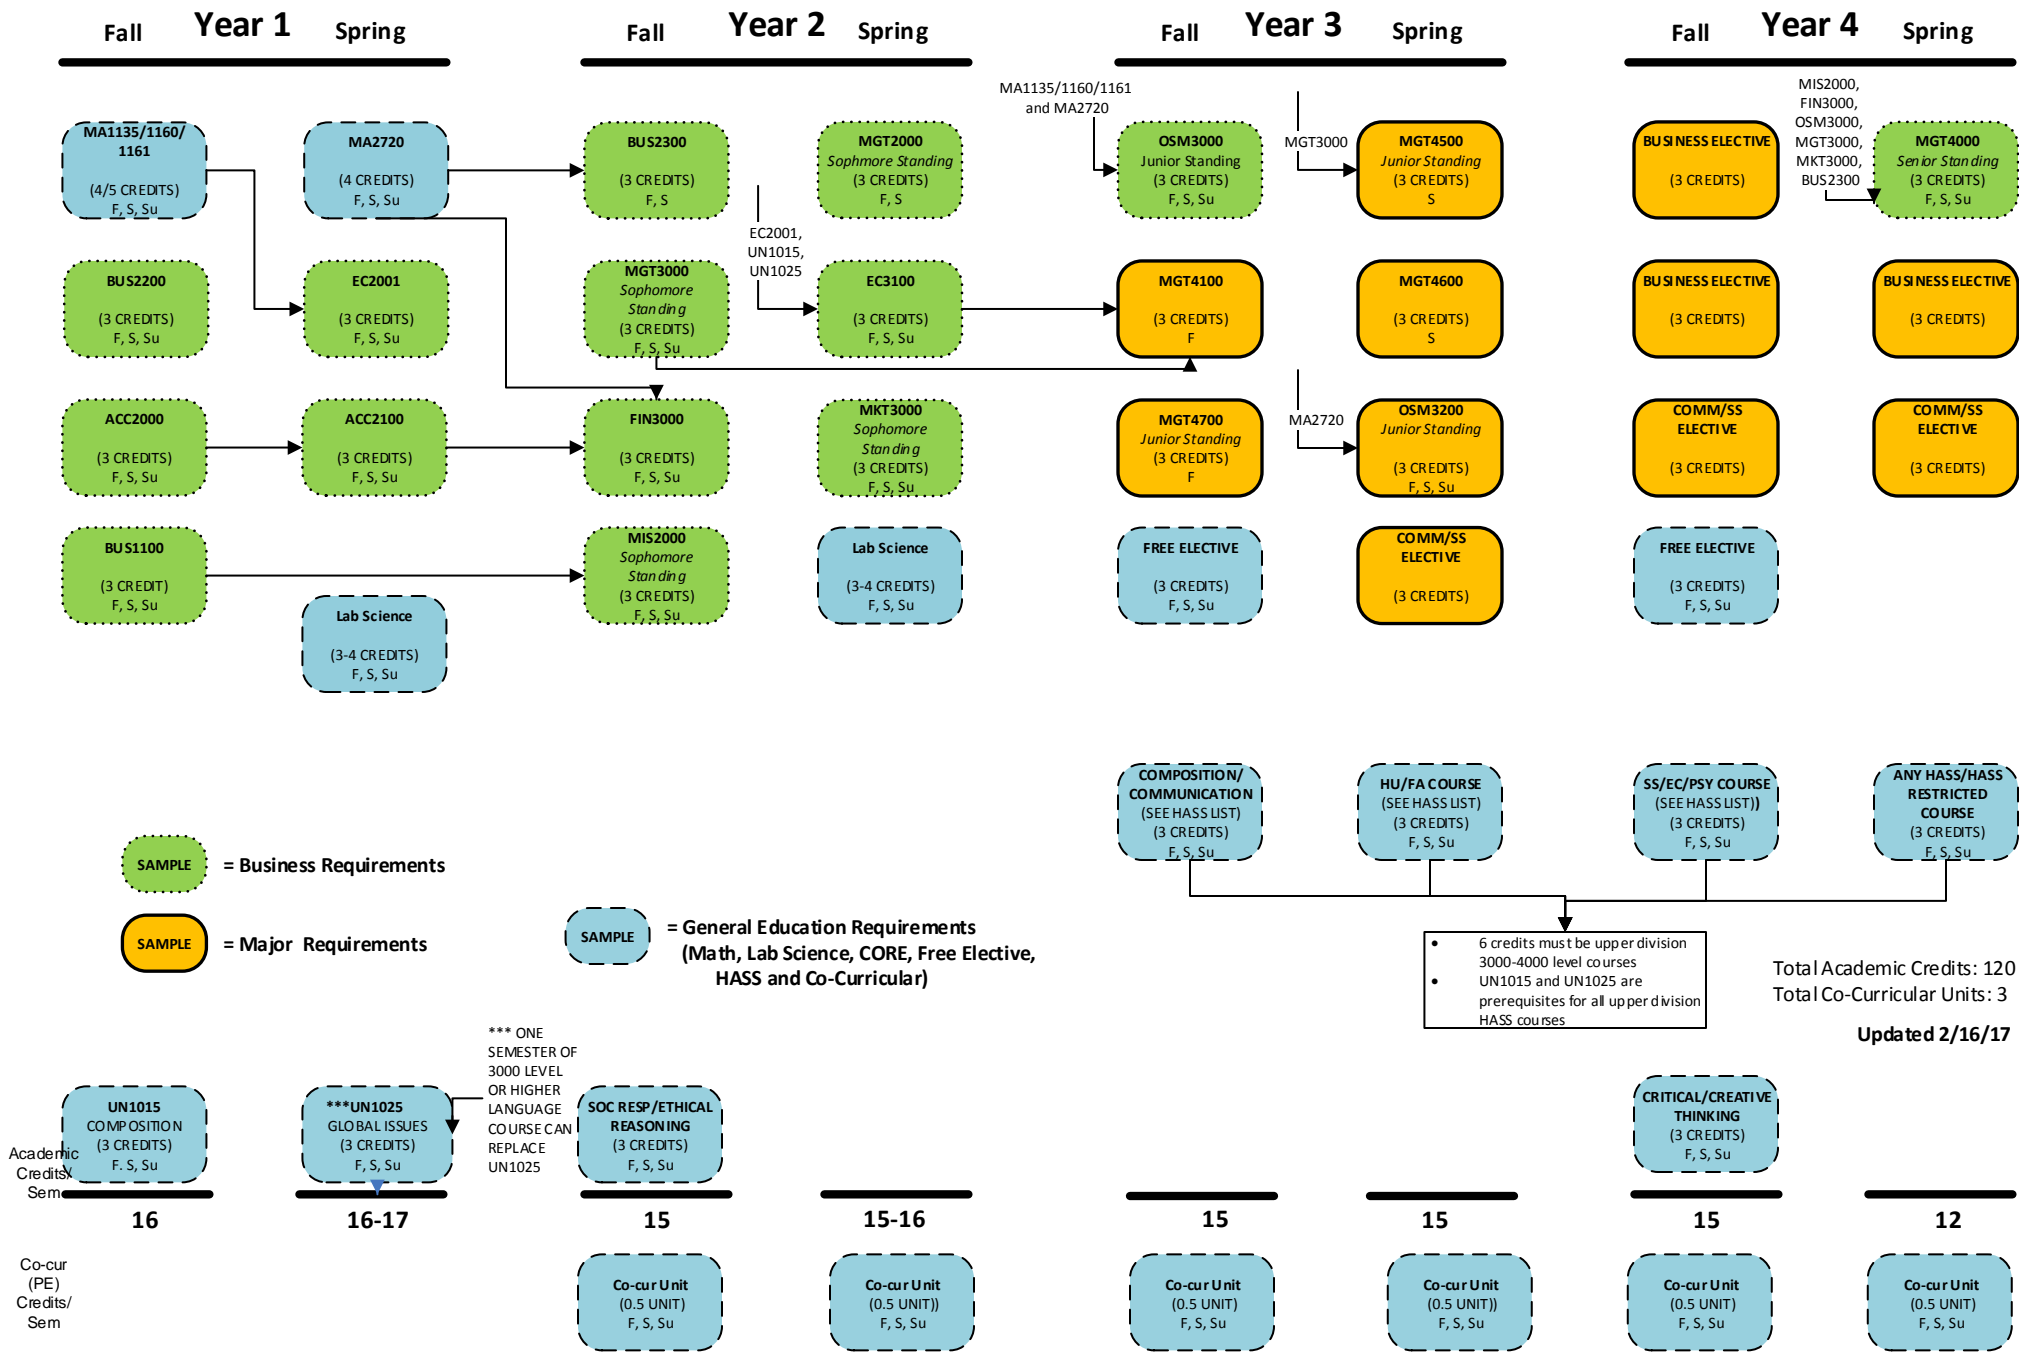 Year 1
Fall
Spring
Year 2
Fall
Spring
Year 3
Fall
Spring
Year 4
Fall
Spring
MA1135/1160/
1161
(4/5 CREDITS)
F, S, Su
MA2720
(4 CREDITS)
F, S, Su
BUS2300
(3 CREDITS)
F, S
MGT2000
Sophmore Standing
(3 CREDITS)
F, S
MA1135/1160/1161
and MA2720
OSM3000
Junior Standing
(3 CREDITS)
F, S, Su
MGT3000
MGT4500
Junior Standing
(3 CREDITS)
S
BUSINESS ELECTIVE
(3 CREDITS)
MIS2000,
FIN3000,
OSM3000,
MGT3000,
MKT3000,
BUS2300
MGT4000
Senior Standing
(3 CREDITS)
F, S, Su
BUS2200
(3 CREDITS)
F, S, Su
EC2001
(3 CREDITS)
F, S, Su
MGT3000
Sophomore
Standing
(3 CREDITS)
F, S, Su
EC2001,
UN1015,
UN1025
EC3100
(3 CREDITS)
F, S, Su
MGT4100
(3 CREDITS)
F
MGT4600
(3 CREDITS)
S
BUSINESS ELECTIVE
(3 CREDITS)
BUSINESS ELECTIVE
(3 CREDITS)
ACC2000
(3 CREDITS)
F, S, Su
ACC2100
(3 CREDITS)
F, S, Su
FIN3000
(3 CREDITS)
F, S, Su
MKT3000
Sophomore
Standing
(3 CREDITS)
F, S, Su
MGT4700
Junior Standing
(3 CREDITS)
F
MA2720
OSM3200
Junior Standing
(3 CREDITS)
F, S, Su
COMM/SS
ELECTIVE
(3 CREDITS)
COMM/SS
ELECTIVE
(3 CREDITS)
BUS1100
(3 CREDIT)
F, S, Su
Lab Science
(3-4 CREDITS)
F, S, Su
MIS2000
Sophomore
Standing
(3 CREDITS)
F, S, Su
Lab Science
(3-4 CREDITS)
F, S, Su
FREE ELECTIVE
(3 CREDITS)
F, S, Su
COMM/SS
ELECTIVE
(3 CREDITS)
FREE ELECTIVE
(3 CREDITS)
F, S, Su
COMPOSITION/
COMMUNICATION
(SEE HASS LIST)
(3 CREDITS)
F, S, Su
HU/FA COURSE
(SEE HASS LIST)
(3 CREDITS)
F, S, Su
SS/EC/PSY COURSE
(SEE HASS LIST))
(3 CREDITS)
F, S, Su
ANY HASS/HASS
RESTRICTED
COURSE
(3 CREDITS)
F, S, Su
SAMPLE
= Business Requirements
SAMPLE
= Major Requirements
SAMPLE
= General Education Requirements
(Math, Lab Science, CORE, Free Elective,
HASS and Co-Curricular)
• 6 credits must be upper division
3000-4000 level courses
• UN1015 and UN1025 are
prerequisites for all upper division
HASS courses
Total Academic Credits: 120
Total Co-Curricular Units: 3
Updated 2/16/17
UN1015
COMPOSITION
(3 CREDITS)
F. S, Su
***UN1025
GLOBAL ISSUES
(3 CREDITS)
F, S, Su
*** ONE
SEMESTER OF
3000 LEVEL
OR HIGHER
LANGUAGE
COURSE CAN
REPLACE
UN1025
SOC RESP/ETHICAL
REASONING
(3 CREDITS)
F, S, Su
CRITICAL/CREATIVE
THINKING
(3 CREDITS)
F, S, Su
Academic
Credits/
Sem
16
16-17
15
15-16
15
15
15
12
Co-cur
(PE)
Credits/
Sem
Co-cur Unit
(0.5 UNIT)
F, S, Su
Co-cur Unit
(0.5 UNIT))
F, S, Su
Co-cur Unit
(0.5 UNIT)
F, S, Su
Co-cur Unit
(0.5 UNIT))
F, S, Su
Co-cur Unit
(0.5 UNIT)
F, S, Su
Co-cur Unit
(0.5 UNIT)
F, S, Su